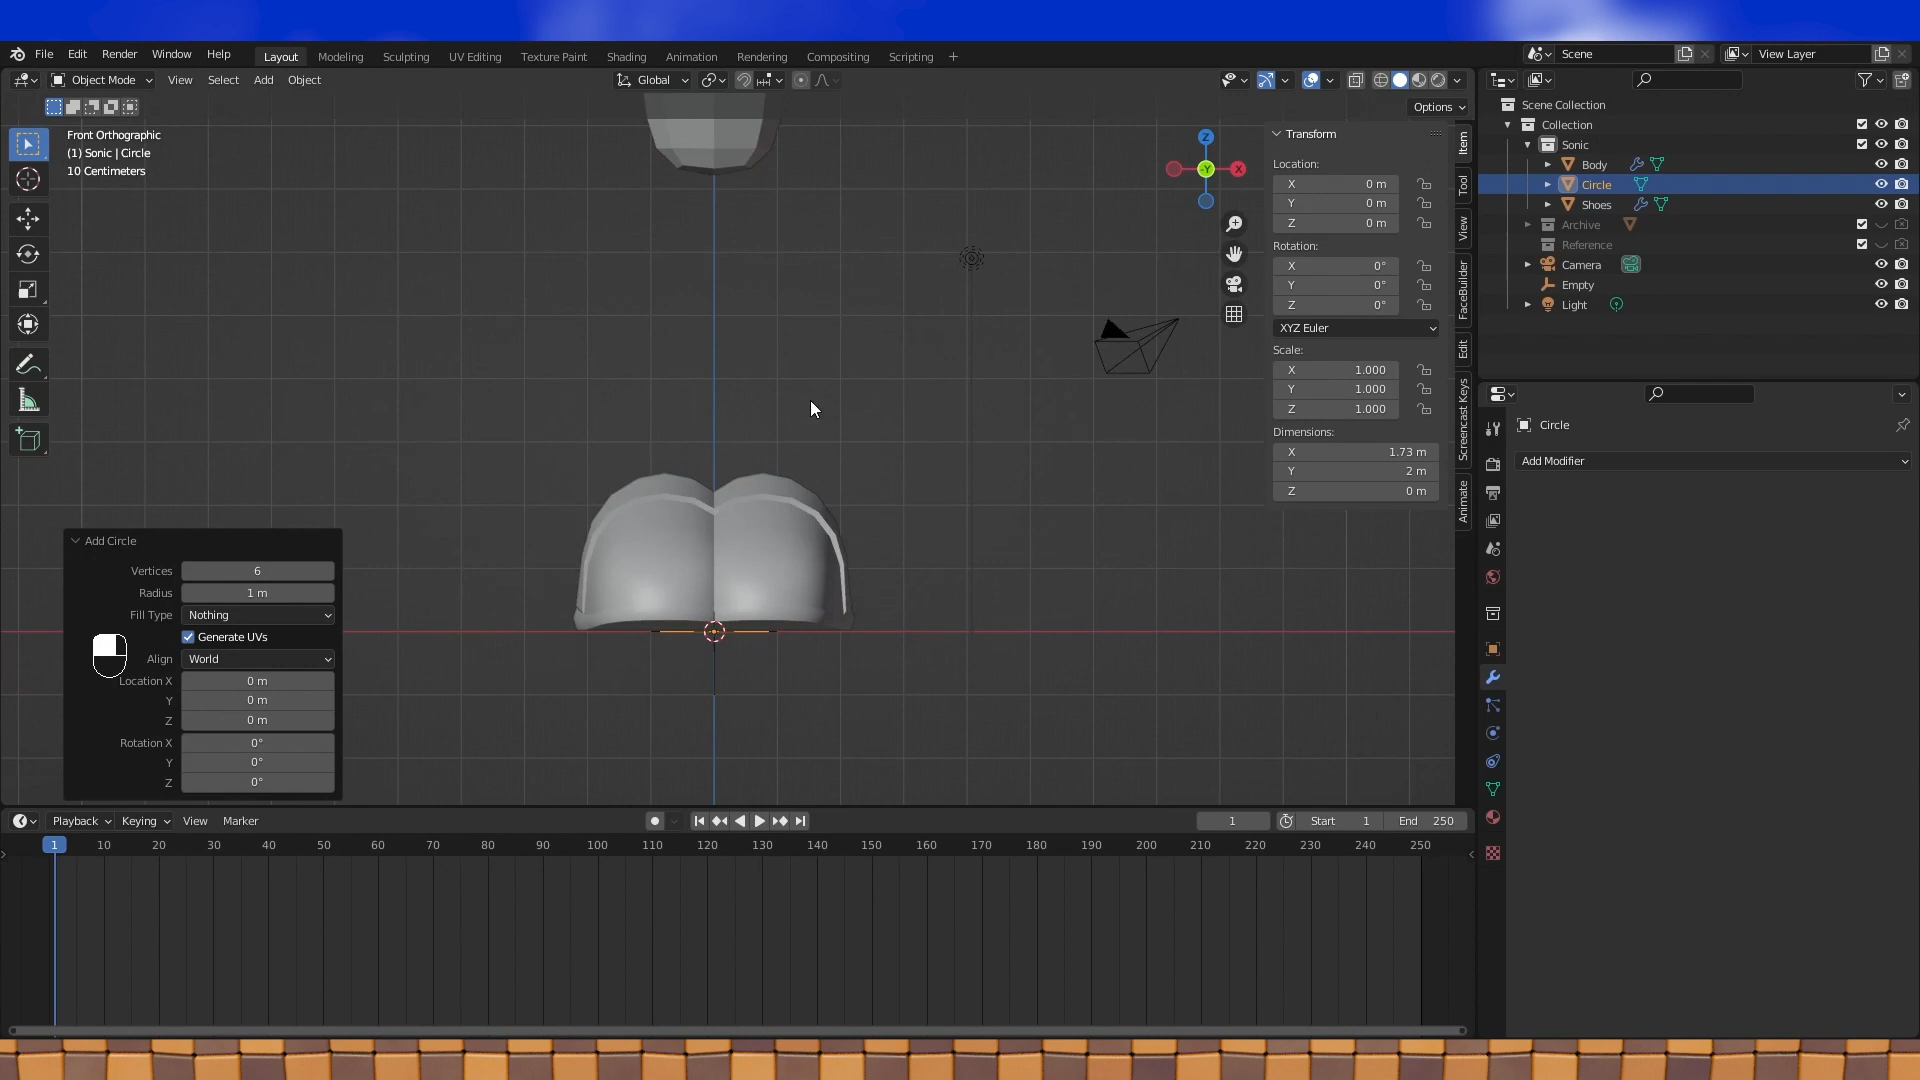 File Edit Render Window Help Layout Modeling Sculpting UV Editing Texture Paint Shading Animation Rendering Compositing Scripting + Scene View Layer
Object Mode View Select Add Object Global
Options
Front Orthographic
(1) Sonic | Circle
10 Centimeters
Z
X
-Y
Transform
Location:
X 0 m
Y 0 m
Z 0 m
Rotation:
X 0°
Y 0°
Z 0°
XYZ Euler
Scale:
X 1.000
Y 1.000
Z 1.000
Dimensions:
X 1.73 m
Y 2 m
Z 0 m
Item
Tool
View
FaceBuilder
Edit
Screencast Keys
Animate
Scene Collection
Collection
Sonic
Body
Circle
Shoes
Archive
Reference
Camera
Empty
Light
Circle
Add Modifier
Add Circle
Vertices 6
Radius 1 m
Fill Type Nothing
Generate UVs
Align World
Location X 0 m
Y 0 m
Z 0 m
Rotation X 0°
Y 0°
Z 0°
Playback Keying View Marker 1 Start 1 End 250
1 10 20 30 40 50 60 70 80 90 100 110 120 130 140 150 160 170 180 190 200 210 220 230 240 250